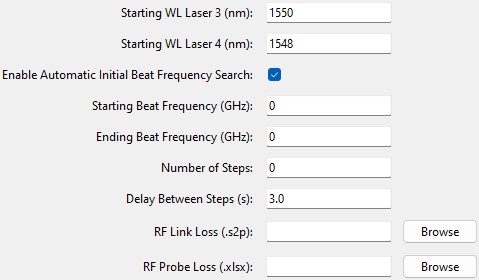 Starting WL Laser 3 (nm): 1550
Starting WL Laser 4 (nm): 1548
Enable Automatic Initial Beat Frequency Search:
Starting Beat Frequency (GHz): 0
Ending Beat Frequency (GHz): 0
Number of Steps: 0
Delay Between Steps (s): 3.0
RF Link Loss (.s2p): Browse
RF Probe Loss (.xlsx): Browse